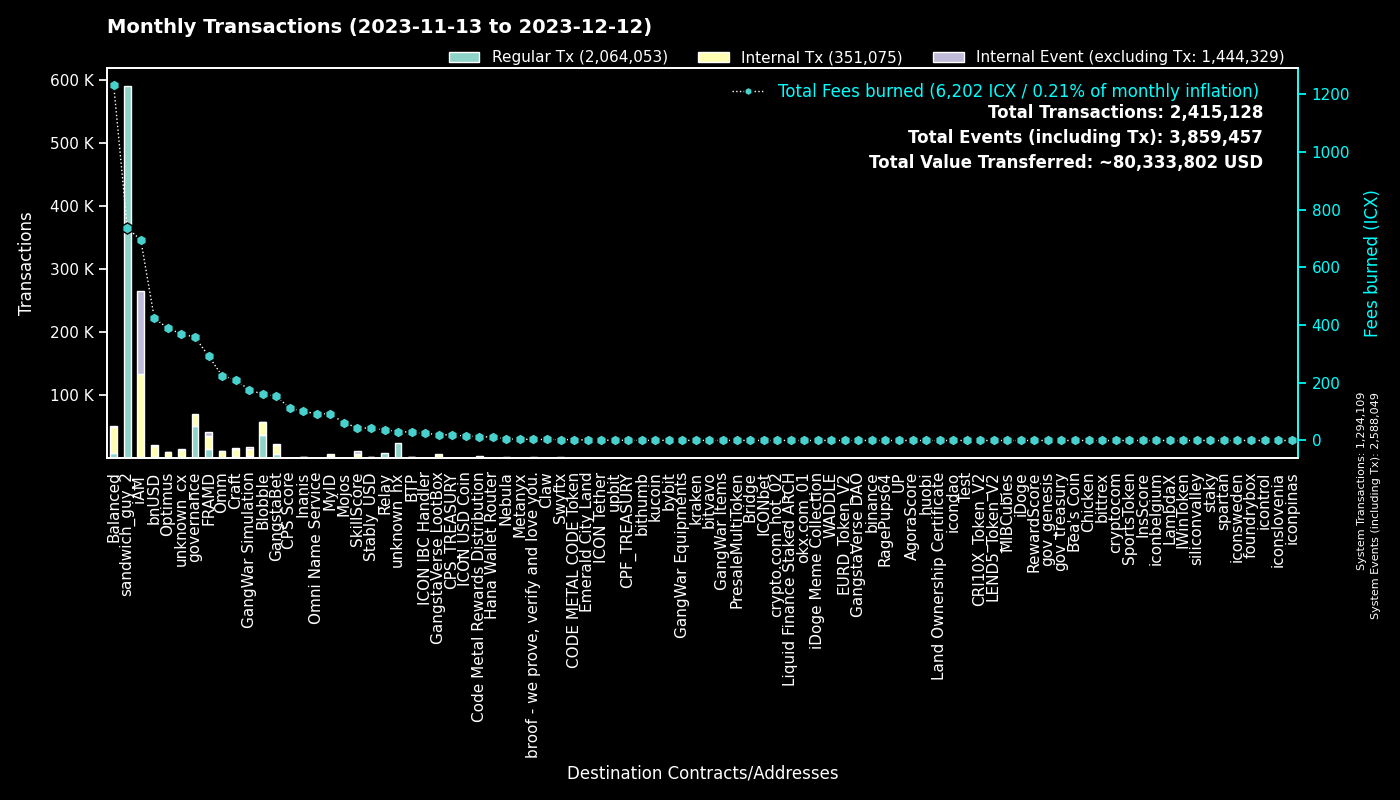 Monthly Transactions (2023-11-13 to 2023-12-12)
Regular Tx (2,064,053)
Internal Tx (351,075)
Internal Event (excluding Tx: 1,444,329)
Total Fees burned (6,202 ICX / 0.21% of monthly inflation)
Total Transactions: 2,415,128
Total Events (including Tx): 3,859,457
Total Value Transferred: ~80,333,802 USD
600 K
500 K
400 K
300 K
200 K
100 K
Transactions
1200
1000
800
600
400
200
0
Fees burned (ICX)
System Transactions: 1,294,109
System Events (including Tx): 2,588,049
Balanced
sandwich_guy_2
IAM
bnUSD
Optimus
unknown_cx
governance
FRAMD
Omm
Craft
GangWar Simulation
Blobble
GangstaBet
CPS Score
Inanis
Omni Name Service
MyID
Mojos
SkillScore
Stably_USD
Relay
unknown_hx
BTP
ICON IBC Handler
GangstaVerse LootBox
CPS_TREASURY
ICON_USD_Coin
Code Metal Rewards Distribution
Hana Wallet Router
Nebula
Metanyx
broof - we prove, verify and love you.
Claw
Swftx
CODE METAL CODE Token
Emerald City Land
ICON_Tether
upbit
CPF_TREASURY
bithumb
kucoin
bybit
GangWar Equipments
kraken
bitvavo
GangWar Items
PresaleMultiToken
Bridge
ICONbet
crypto.com_hot_02
Liquid Finance Staked ARCH
okx.com_01
iDoge Meme Collection
WADDLE
EURD_Token_V2
GangstaVerse DAO
binance
RagePups64
UP
AgoraScore
huobi
Land Ownership Certificate
icondao
Test
CRI10X_Token_V2
LEND5_Token_V2
MIBCubies
iDoge
RewardScore
gov_genesis
gov_treasury
Bea's Coin
Chicken
bittrex
cryptocom
SportsToken
InsScore
iconbelgium
LambdaX
IWinToken
siliconvalley
staky
spartan
iconsweden
foundrybox
icontrol
iconslovenia
iconpinas
Destination Contracts/Addresses